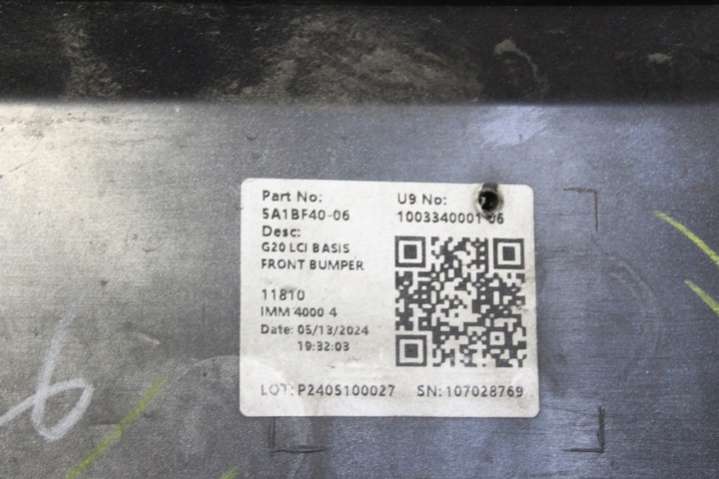 Part No:
5A1BF40-06
Desc:
G20 LCI BASIS
FRONT BUMPER
11810
IMM 4000 4
Date: 05/13/2024
19:32:03
U9 No:
1003340001 06
LOT: P2405100027 SN: 107028769
6